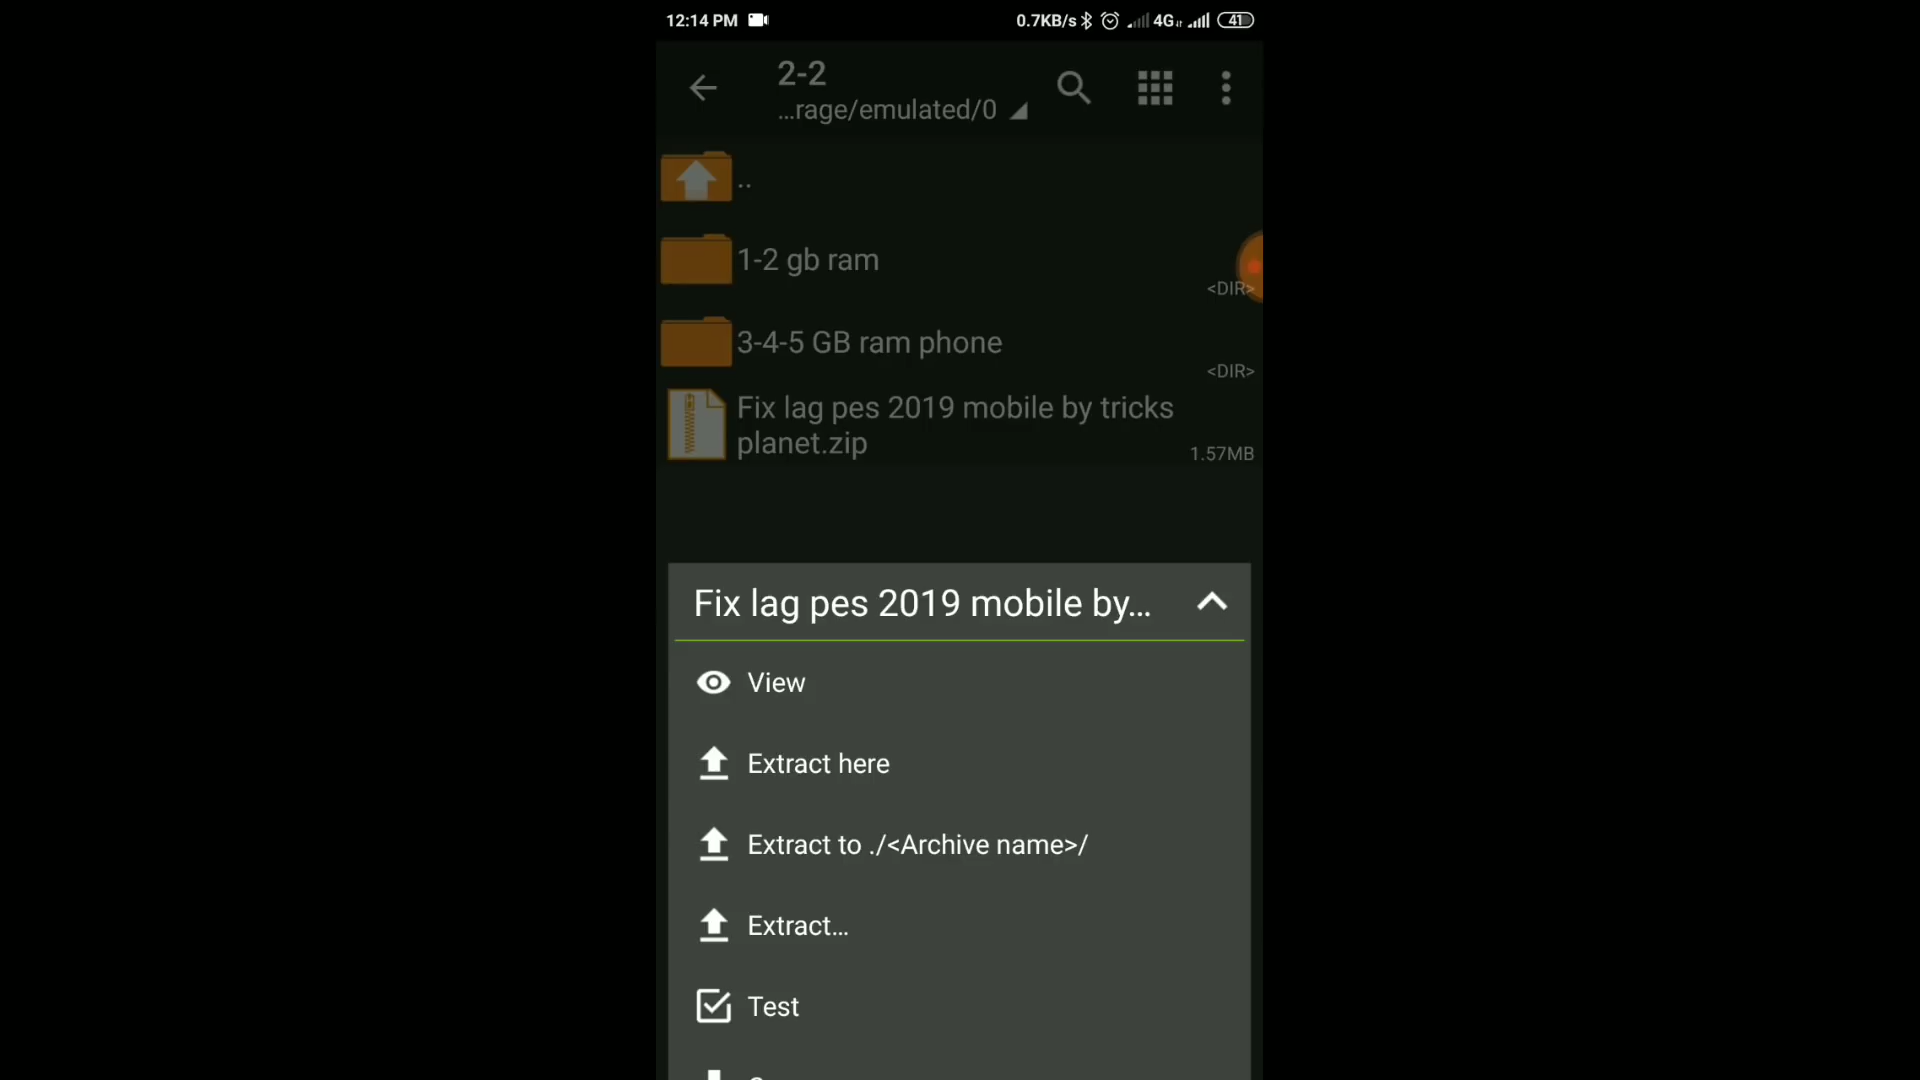 12:14 PM 0.7KB/s 4G 41
2-2
...rage/emulated/0
..
1-2 gb ram
<DIR>
3-4-5 GB ram phone
<DIR>
Fix lag pes 2019 mobile by tricks
planet.zip
1.57MB
Fix lag pes 2019 mobile by...
View
Extract here
Extract to ./<Archive name>/
Extract...
Test